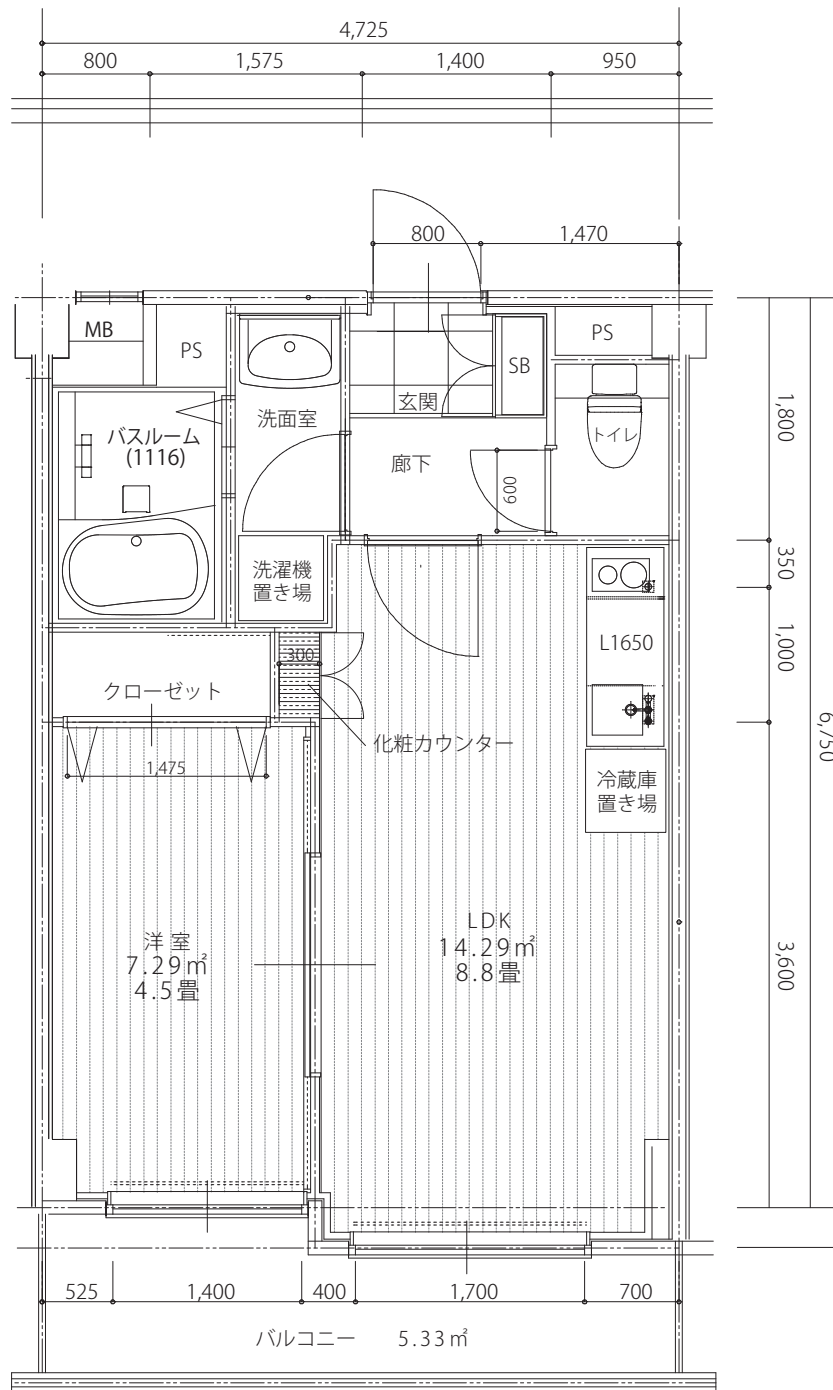 4,725
800
1,575
1,400
950
800
1,470
MB
PS
洗面室
玄関
SB
PS
トイレ
バスルーム
(1116)
廊下
600
1,800
洗濯機
置き場
350
L1650
1,000
300
クローゼット
化粧カウンター
1,475
冷蔵庫
置き場
6,750
洋室
7.29㎡
4.5畳
LDK
14.29㎡
8.8畳
3,600
525
1,400
400
1,700
700
バルコニー 5.33㎡